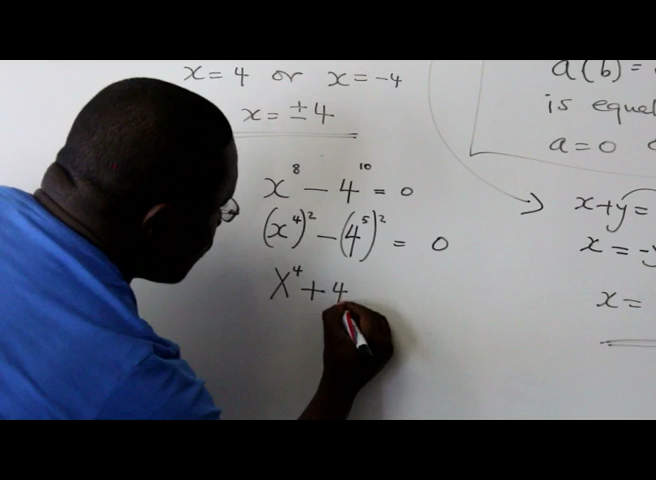 x = 4 or x = -4
x = ±4
x⁸ - 4¹⁰ = 0
(x⁴)² - (4⁵)² = 0
x⁴ + 4
a(b) =
is equal
a = 0
x+y =
x = -y
x =